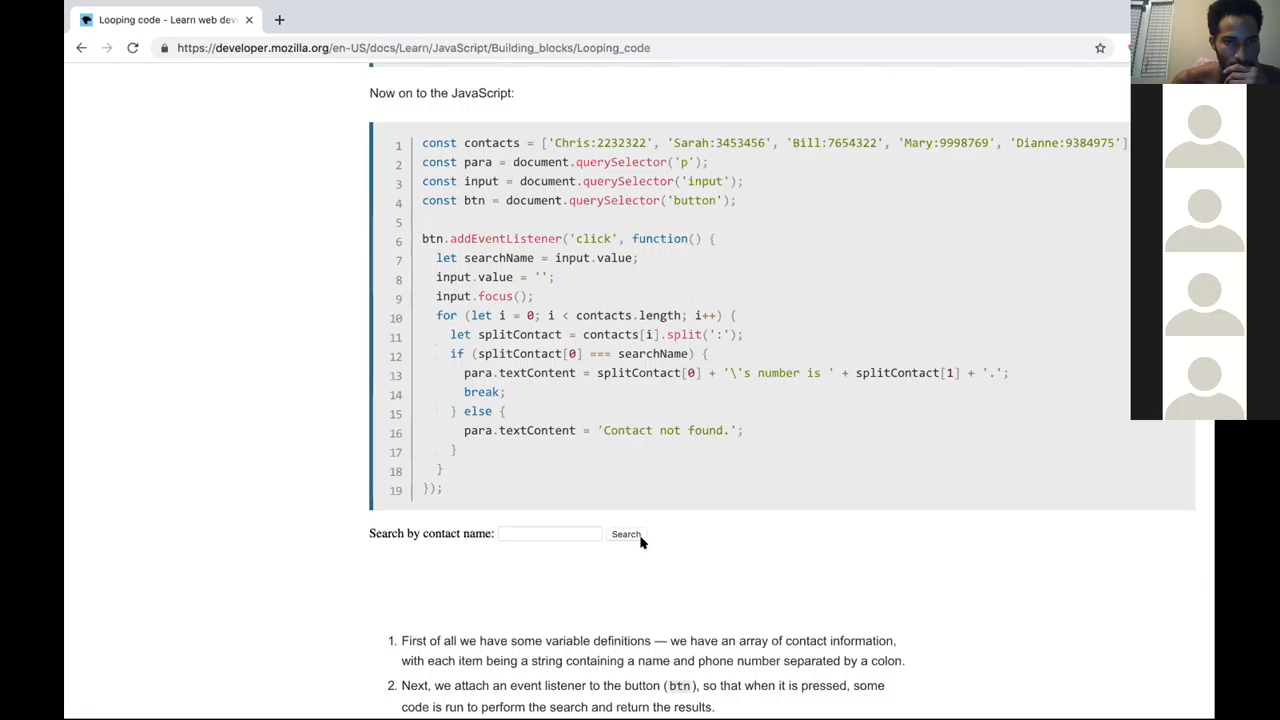 Looping code - Learn web dev
https://developer.mozilla.org/en-US/docs/Learn/JavaScript/Building_blocks/Looping_code
Now on to the JavaScript:
1 const contacts = ['Chris:2232322', 'Sarah:3453456', 'Bill:7654322', 'Mary:9998769', 'Dianne:9384975']
2 const para = document.querySelector('p');
3 const input = document.querySelector('input');
4 const btn = document.querySelector('button');
5
6 btn.addEventListener('click', function() {
7 let searchName = input.value;
8 input.value = '';
9 input.focus();
10 for (let i = 0; i < contacts.length; i++) {
11 let splitContact = contacts[i].split(':');
12 if (splitContact[0] === searchName) {
13 para.textContent = splitContact[0] + '\'s number is ' + splitContact[1] + '.';
14 break;
15 } else {
16 para.textContent = 'Contact not found.';
17 }
18 }
19 });
Search by contact name: Search
1. First of all we have some variable definitions — we have an array of contact information,
with each item being a string containing a name and phone number separated by a colon.
2. Next, we attach an event listener to the button (btn), so that when it is pressed, some
code is run to perform the search and return the results.